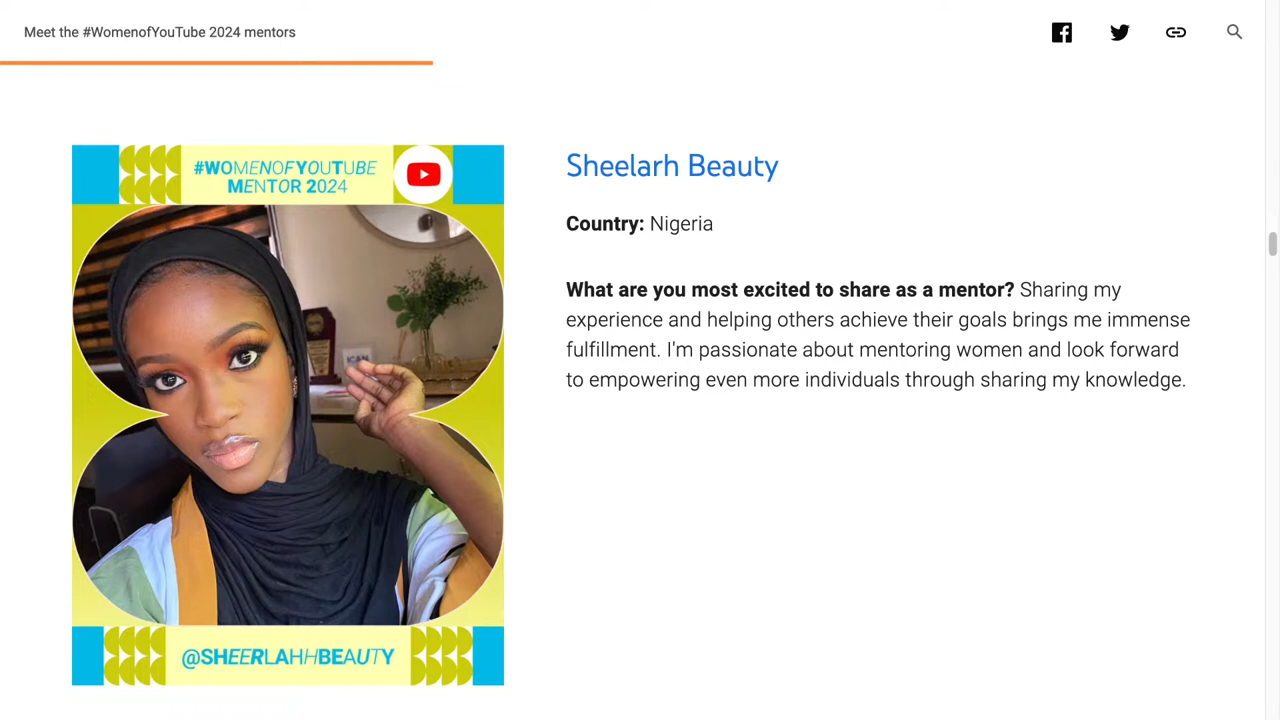 Meet the #WomenofYouTube 2024 mentors
#WOMENOFYOUTUBE
MENTOR 2024
Sheelarh Beauty
Country: Nigeria
What are you most excited to share as a mentor? Sharing my
experience and helping others achieve their goals brings me immense
fulfillment. I'm passionate about mentoring women and look forward
to empowering even more individuals through sharing my knowledge.
ICAN
@SHEERLAHHBEAUTY